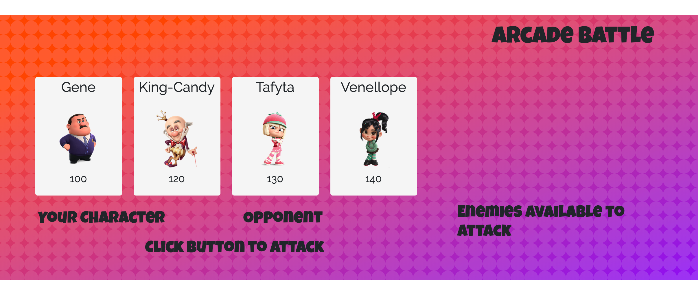 Arcade Battle
Gene
King-Candy
Tafyta
Venellope
100
120
130
140
Your Character
Opponent
Enemies Available to
Attack
Click Button to Attack